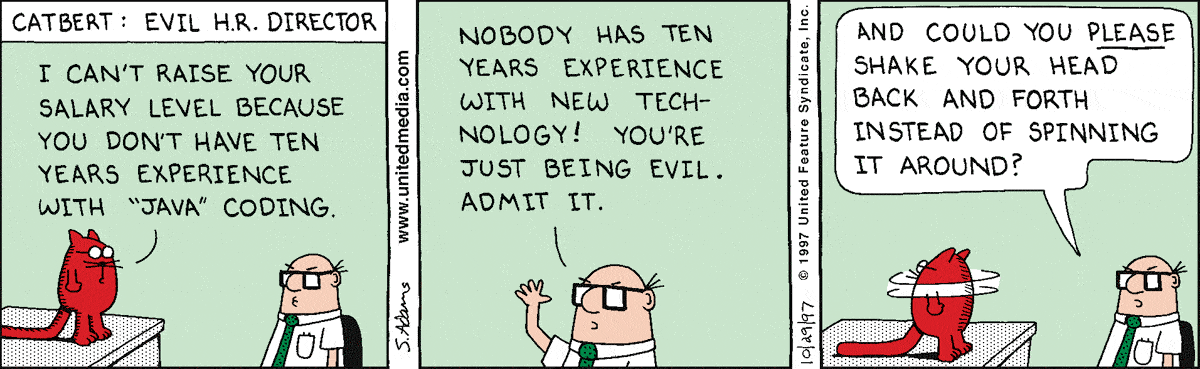 CATBERT: EVIL H.R. DIRECTOR
I CAN'T RAISE YOUR
SALARY LEVEL BECAUSE
YOU DON'T HAVE TEN
YEARS EXPERIENCE
WITH "JAVA" CODING.
www.unitedmedia.com
S. Adams
NOBODY HAS TEN
YEARS EXPERIENCE
WITH NEW TECH-
NOLOGY! YOU'RE
JUST BEING EVIL.
ADMIT IT.
© 1997 United Feature Syndicate, Inc.
10/29/97
AND COULD YOU PLEASE
SHAKE YOUR HEAD
BACK AND FORTH
INSTEAD OF SPINNING
IT AROUND?